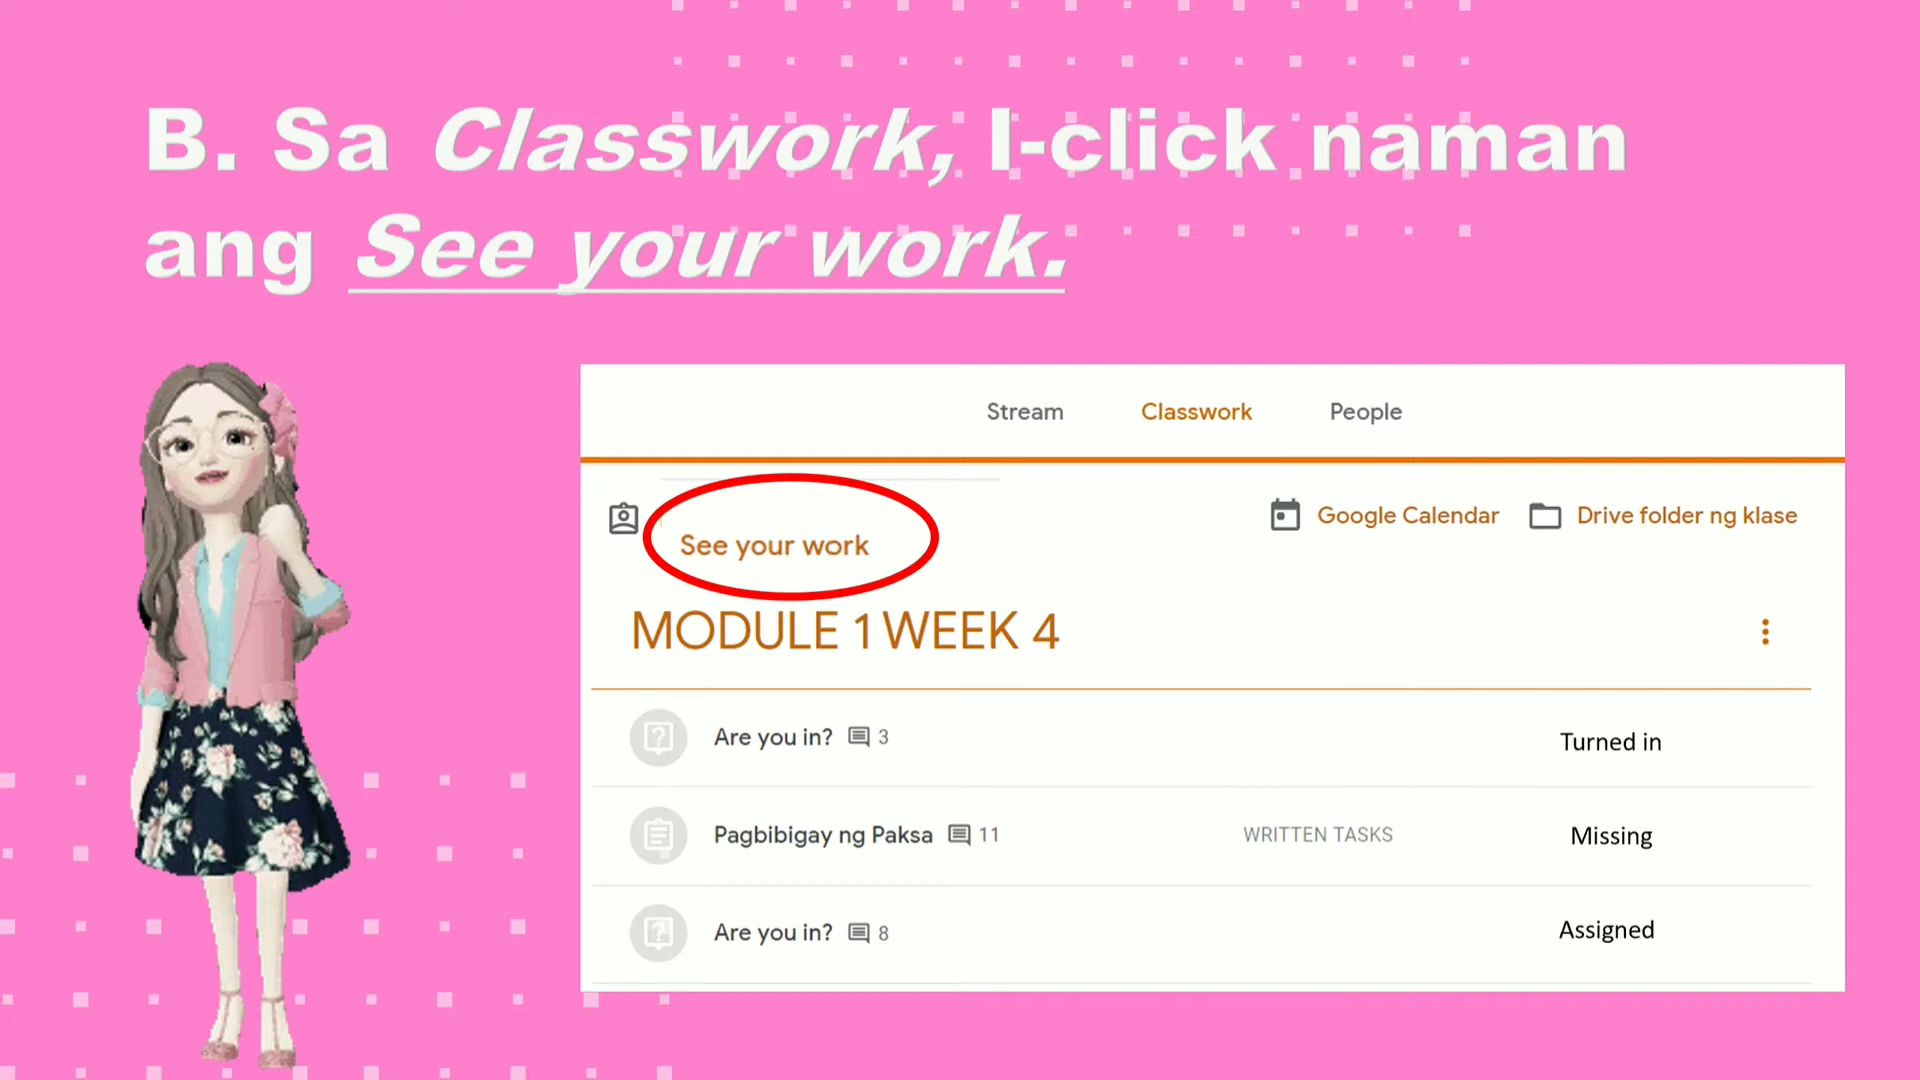 B. Sa Classwork, I-click naman
ang See your work.
Stream Classwork People
See your work Google Calendar Drive folder ng klase
MODULE 1 WEEK 4
Are you in? 3 Turned in
Pagbibigay ng Paksa 11 WRITTEN TASKS Missing
Are you in? 8 Assigned